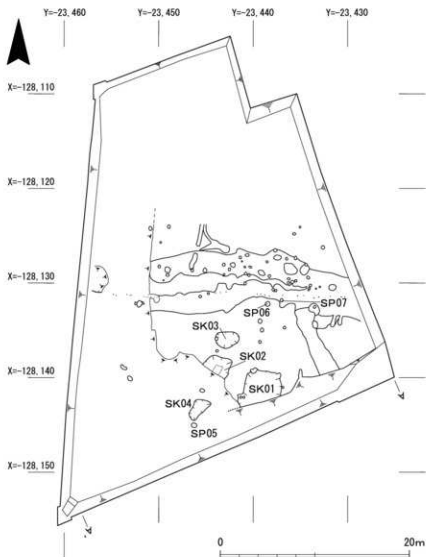 Y=-23,460 Y=-23,450 Y=-23,440 Y=-23,430
X=-128,110
X=-128,120
X=-128,130
SP06 SP07
SK03
SK02
X=-128,140
SK01
SK04
SP05
X=-128,150
0 20m